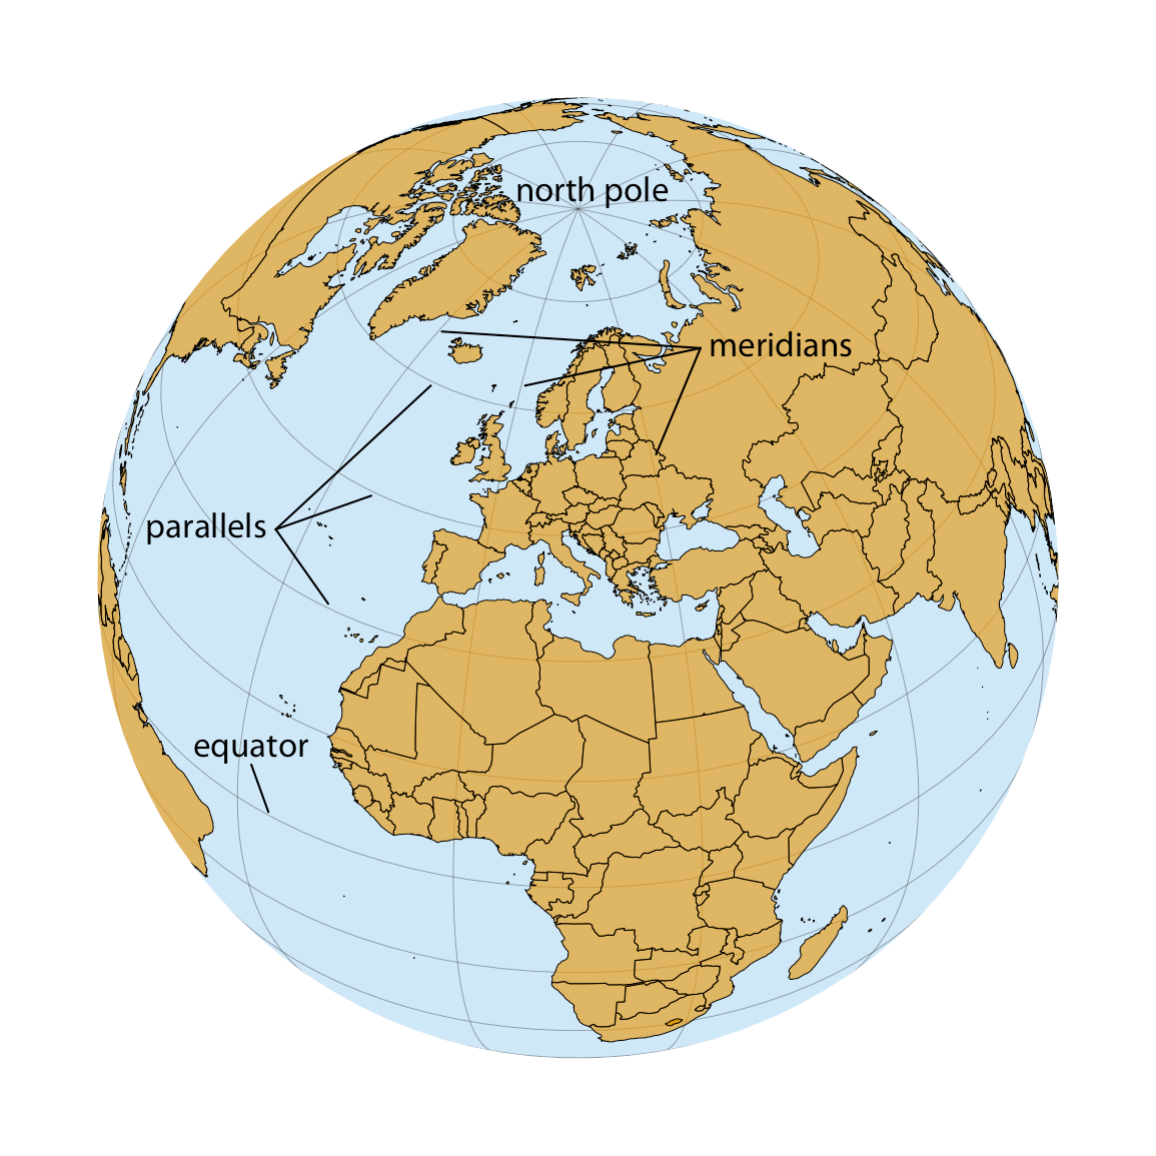 north pole
meridians
parallels
equator